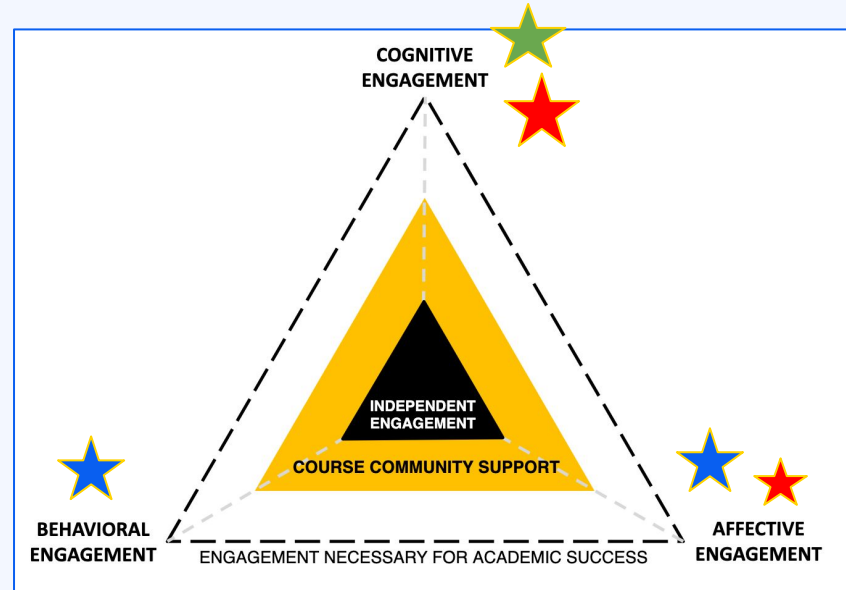 COGNITIVE
ENGAGEMENT
INDEPENDENT
ENGAGEMENT
COURSE COMMUNITY SUPPORT
BEHAVIORAL
ENGAGEMENT
ENGAGEMENT NECESSARY FOR ACADEMIC SUCCESS
AFFECTIVE
ENGAGEMENT